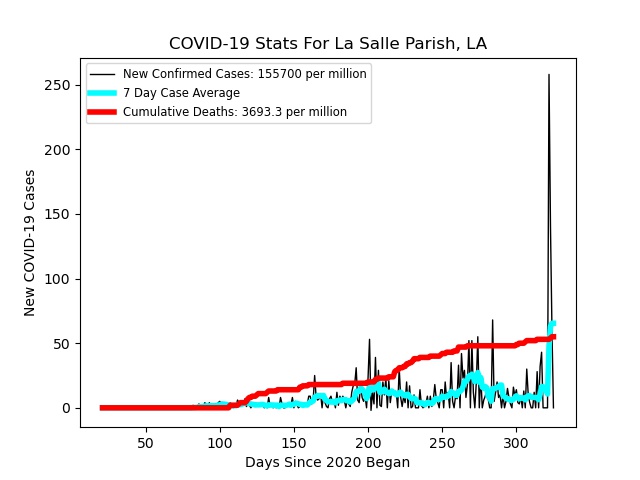 COVID-19 Stats For La Salle Parish, LA
New Confirmed Cases: 155700 per million
7 Day Case Average
Cumulative Deaths: 3693.3 per million
New COVID-19 Cases
250
200
150
100
50
0
50 100 150 200 250 300
Days Since 2020 Began